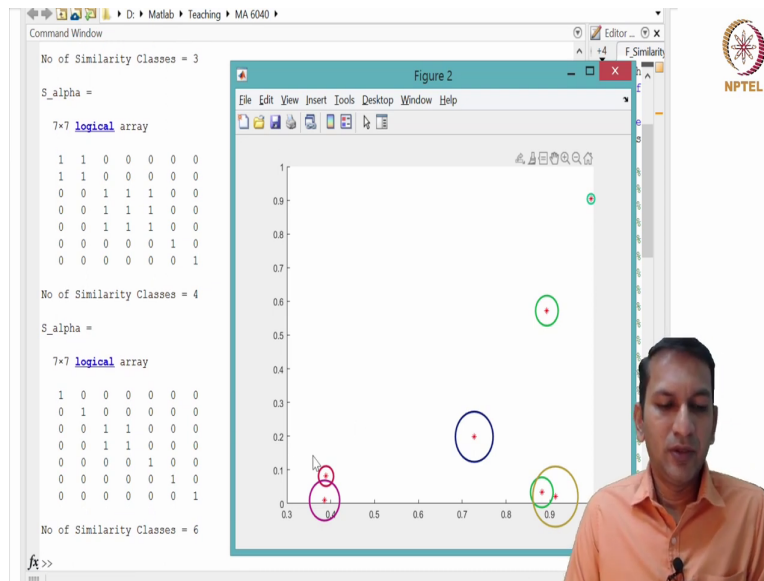 D: ▸ Matlab ▸ Teaching ▸ MA 6040 ▸
Command Window
Editor ...
+4 F_Similarity
No of Similarity Classes = 3
S_alpha =
7×7 logical array
1 1 0 0 0 0 0
1 1 0 0 0 0 0
0 0 1 1 1 0 0
0 0 1 1 1 0 0
0 0 1 1 1 0 0
0 0 0 0 0 1 0
0 0 0 0 0 0 1
No of Similarity Classes = 4
S_alpha =
7×7 logical array
1 0 0 0 0 0 0
0 1 0 0 0 0 0
0 0 1 1 0 0 0
0 0 1 1 0 0 0
0 0 0 0 1 0 0
0 0 0 0 0 1 0
0 0 0 0 0 0 1
No of Similarity Classes = 6
fx >>
Figure 2
File Edit View Insert Tools Desktop Window Help
1
0.9
0.8
0.7
0.6
0.5
0.4
0.3
0.2
0.1
0
0.3 0.4 0.5 0.6 0.7 0.8 0.9
NPTEL